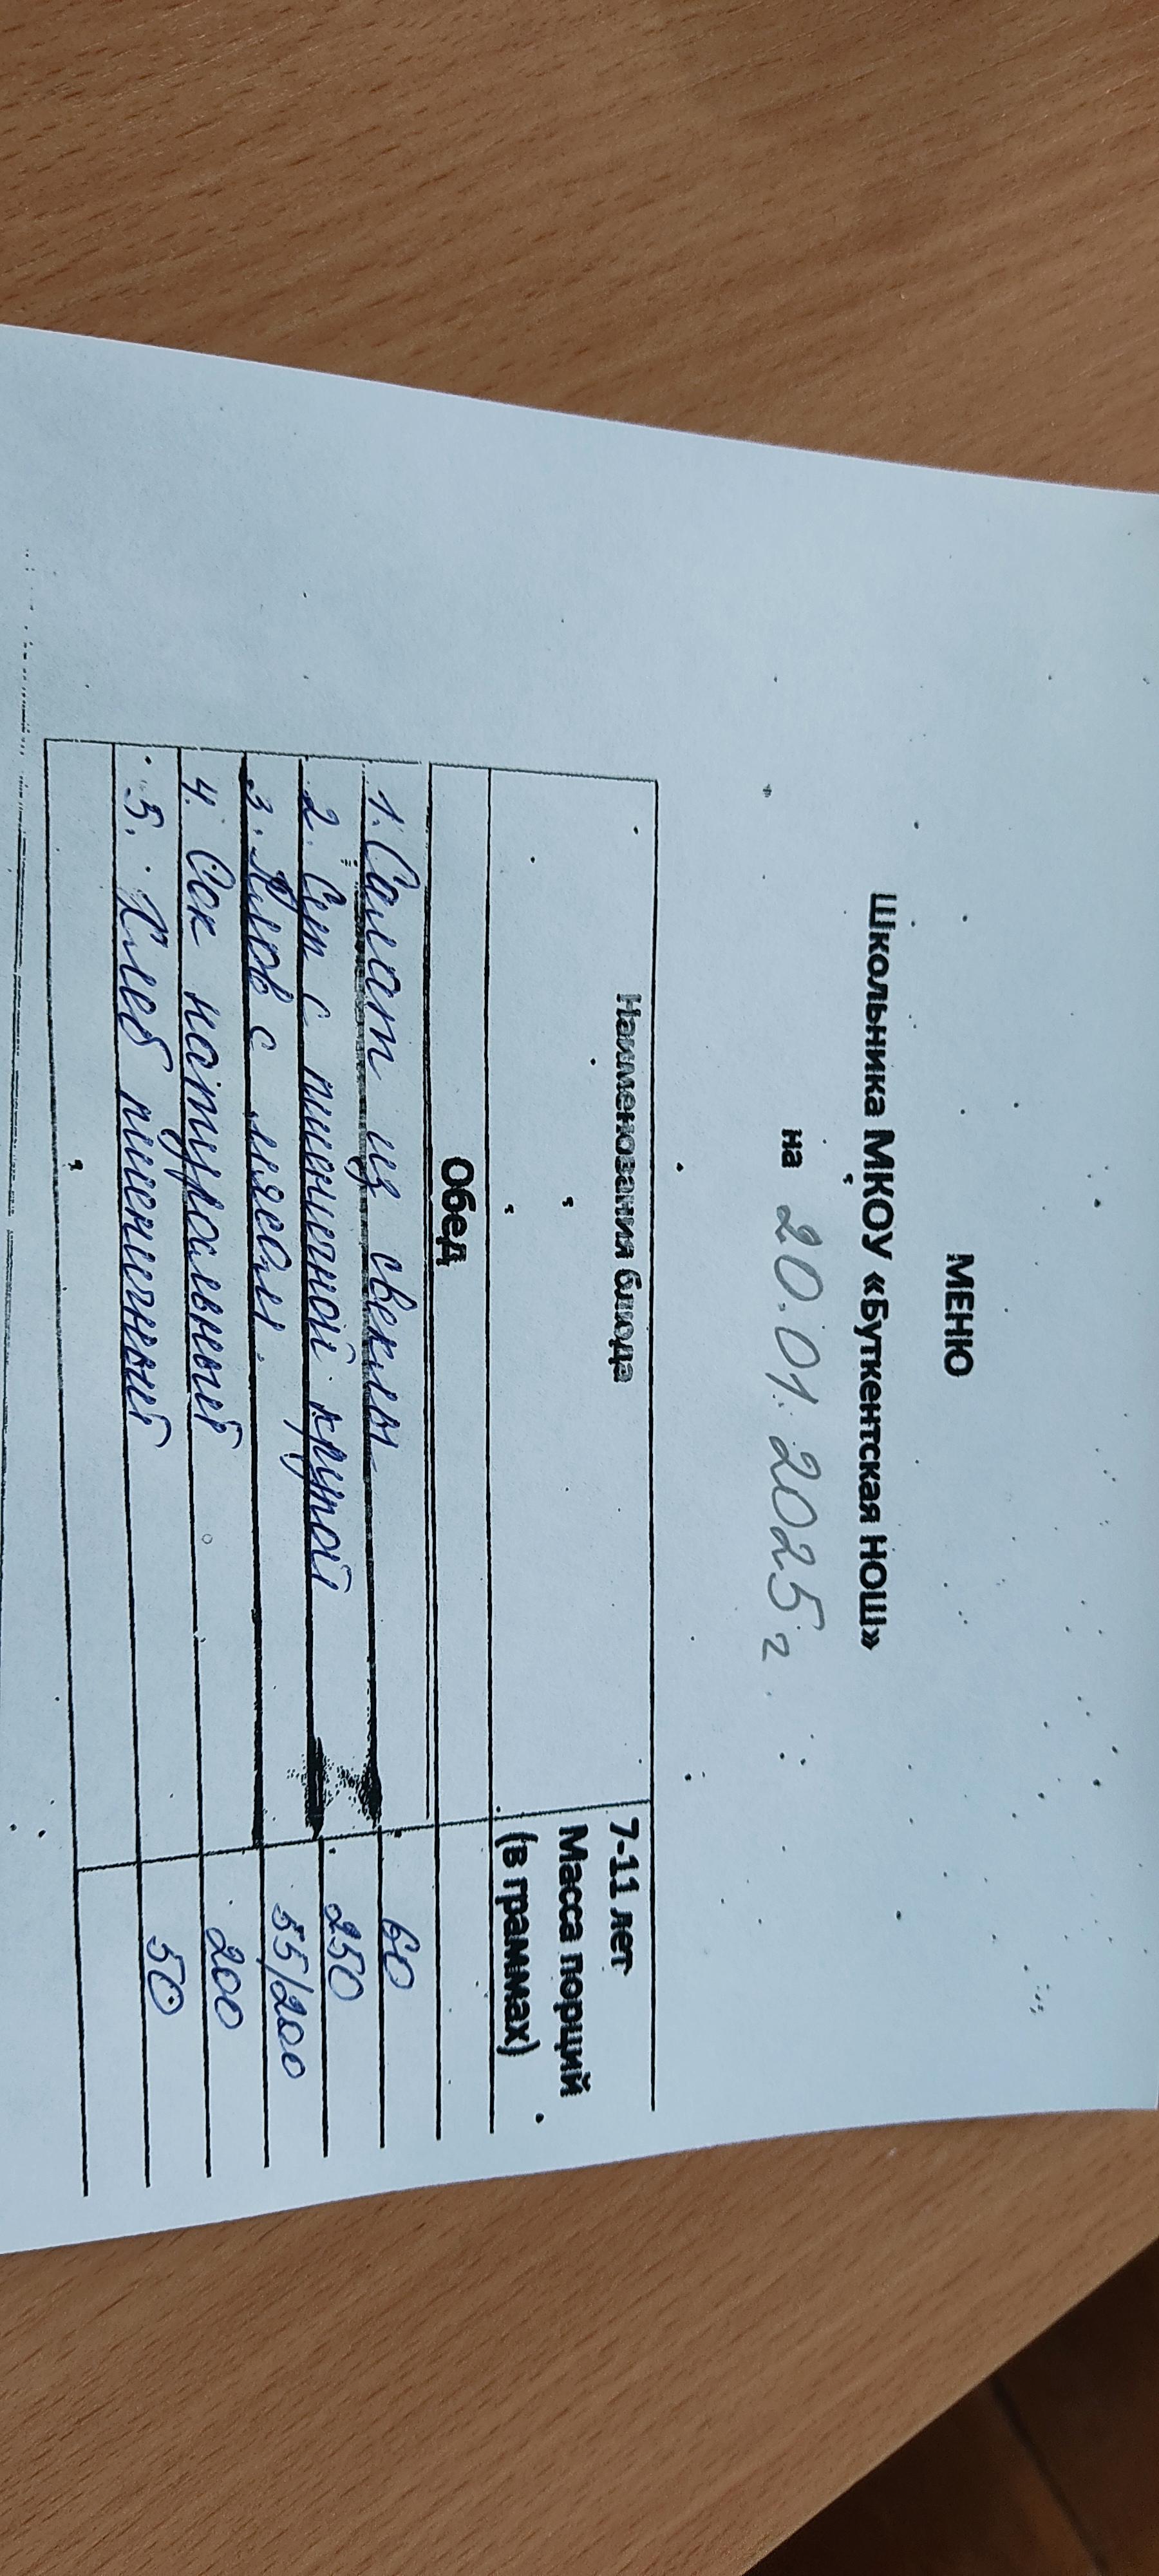 МЕНЮ
Школьника МКОУ «Буткентская НОШ»
на 20.01.2025г
Наименования блюда 7-11 лет
Масса порций
(в граммах)
Обед
1. Салат из свеклы 60
2. Суп с пшеничной крупой 250
3. Плов с мясом. 55/200
4. Сок натуральный 200
5. Хлеб пшеничный 50